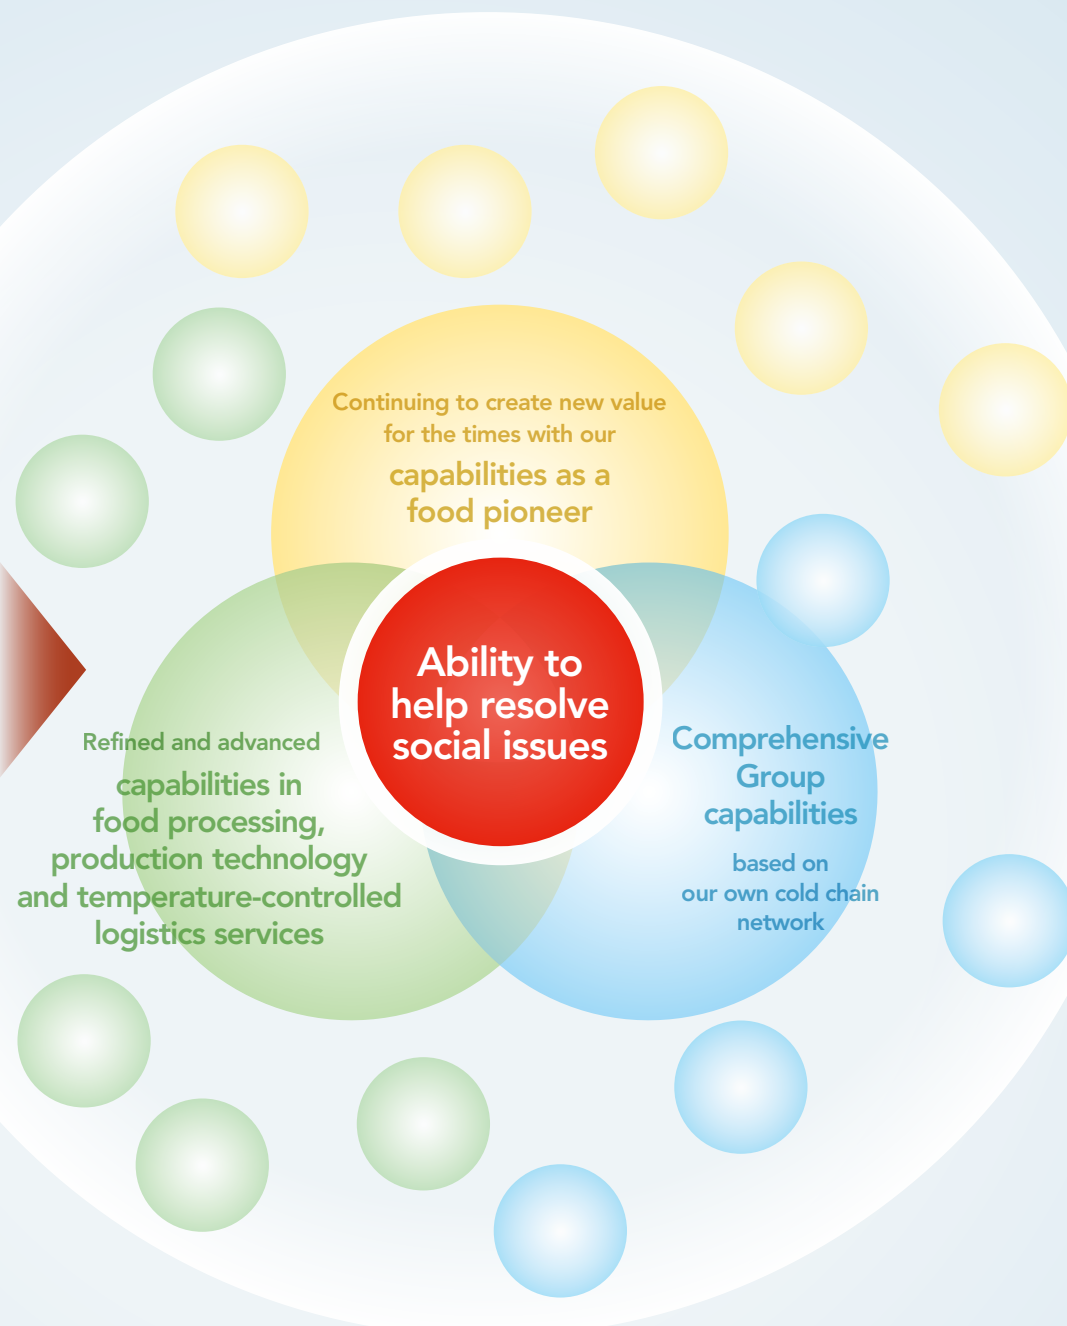 Continuing to create new value
for the times with our
capabilities as a
food pioneer
Ability to
help resolve
social issues
Refined and advanced
capabilities in
food processing,
production technology
and temperature-controlled
logistics services
Comprehensive
Group
capabilities
based on
our own cold chain
network